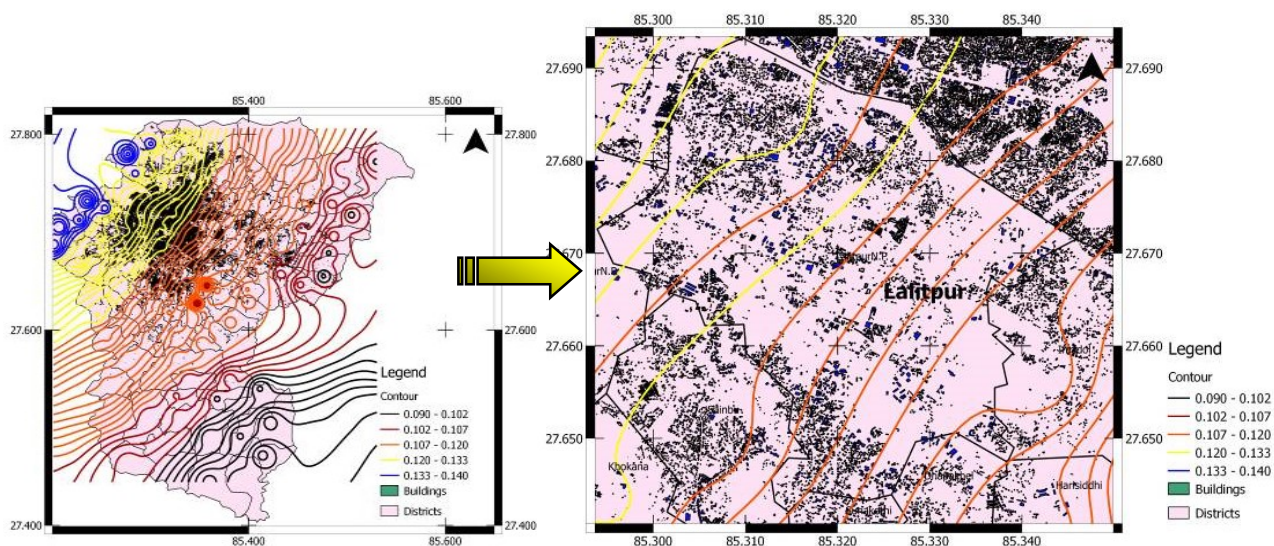 85.400
85.600
27.800
27.800
27.600
27.600
27.400
27.400
85.400
85.600
Legend
Contour
0.090 - 0.102
0.102 - 0.107
0.107 - 0.120
0.120 - 0.133
0.133 - 0.140
Buildings
Districts
85.300
85.310
85.320
85.330
85.340
27.690
27.690
27.680
27.680
27.670
27.670
Lalitpur
27.660
27.660
27.650
27.650
Khokana
Harisiddhi
85.300
85.310
85.320
85.330
85.340
Legend
Contour
0.090 - 0.102
0.102 - 0.107
0.107 - 0.120
0.120 - 0.133
0.133 - 0.140
Buildings
Districts